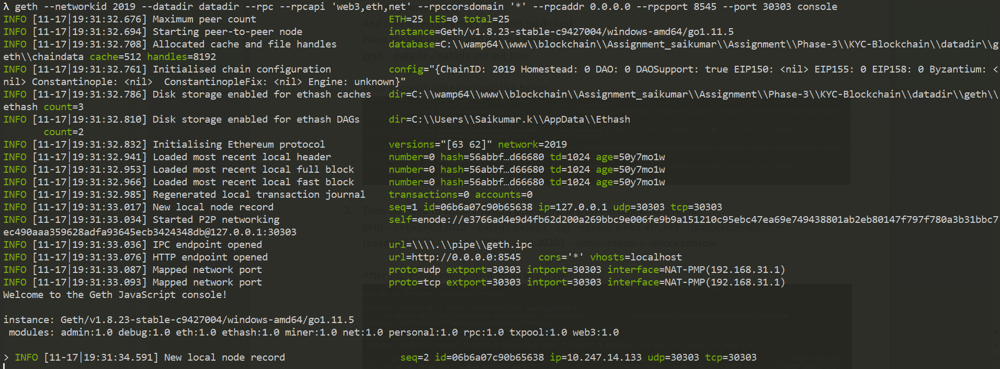 λ geth --networkid 2019 --datadir datadir --rpc --rpcapi 'web3,eth,net' --rpccorsdomain '*' --rpcaddr 0.0.0.0 --rpcport 8545 --port 30303 console
INFO [11-17|19:31:32.676] Maximum peer count ETH=25 LES=0 total=25
INFO [11-17|19:31:32.694] Starting peer-to-peer node instance=Geth/v1.8.23-stable-c9427004/windows-amd64/go1.11.5
INFO [11-17|19:31:32.708] Allocated cache and file handles database=C:\\wamp64\\www\\blockchain\\Assignment_saikumar\\Assignment\\Phase-3\\KYC-Blockchain\\datadir\\g
eth\\chaindata cache=512 handles=8192
INFO [11-17|19:31:32.761] Initialised chain configuration config="{ChainID: 2019 Homestead: 0 DAO: 0 DAOSupport: true EIP150: <nil> EIP155: 0 EIP158: 0 Byzantium: <
nil> Constantinople: <nil> ConstantinopleFix: <nil> Engine: unknown}"
INFO [11-17|19:31:32.786] Disk storage enabled for ethash caches dir=C:\\wamp64\\www\\blockchain\\Assignment_saikumar\\Assignment\\Phase-3\\KYC-Blockchain\\datadir\\geth\\
ethash count=3
INFO [11-17|19:31:32.810] Disk storage enabled for ethash DAGs dir=C:\\Users\\Saikumar.k\\AppData\\Ethash
count=2
INFO [11-17|19:31:32.832] Initialising Ethereum protocol versions="[63 62]" network=2019
INFO [11-17|19:31:32.941] Loaded most recent local header number=0 hash=56abbf…d66680 td=1024 age=50y7mo1w
INFO [11-17|19:31:32.953] Loaded most recent local full block number=0 hash=56abbf…d66680 td=1024 age=50y7mo1w
INFO [11-17|19:31:32.966] Loaded most recent local fast block number=0 hash=56abbf…d66680 td=1024 age=50y7mo1w
INFO [11-17|19:31:32.985] Regenerated local transaction journal transactions=0 accounts=0
INFO [11-17|19:31:33.017] New local node record seq=1 id=06b6a07c90b65638 ip=127.0.0.1 udp=30303 tcp=30303
INFO [11-17|19:31:33.034] Started P2P networking self=enode://e3766ad4e9d4fb62d200a269bbc9e006fe9b9a151210c95ebc47ea69e749438801ab2eb80147f797f780a3b31bbc7
ec490aaa359628adfa93645ecb3424348db@127.0.0.1:30303
INFO [11-17|19:31:33.036] IPC endpoint opened url=\\\\.\\pipe\\geth.ipc
INFO [11-17|19:31:33.076] HTTP endpoint opened url=http://0.0.0.0:8545 cors='*' vhosts=localhost
INFO [11-17|19:31:33.087] Mapped network port proto=udp extport=30303 intport=30303 interface=NAT-PMP(192.168.31.1)
INFO [11-17|19:31:33.093] Mapped network port proto=tcp extport=30303 intport=30303 interface=NAT-PMP(192.168.31.1)
Welcome to the Geth JavaScript console!
instance: Geth/v1.8.23-stable-c9427004/windows-amd64/go1.11.5
modules: admin:1.0 debug:1.0 eth:1.0 ethash:1.0 miner:1.0 net:1.0 personal:1.0 rpc:1.0 txpool:1.0 web3:1.0
> INFO [11-17|19:31:34.591] New local node record seq=2 id=06b6a07c90b65638 ip=10.247.14.133 udp=30303 tcp=30303